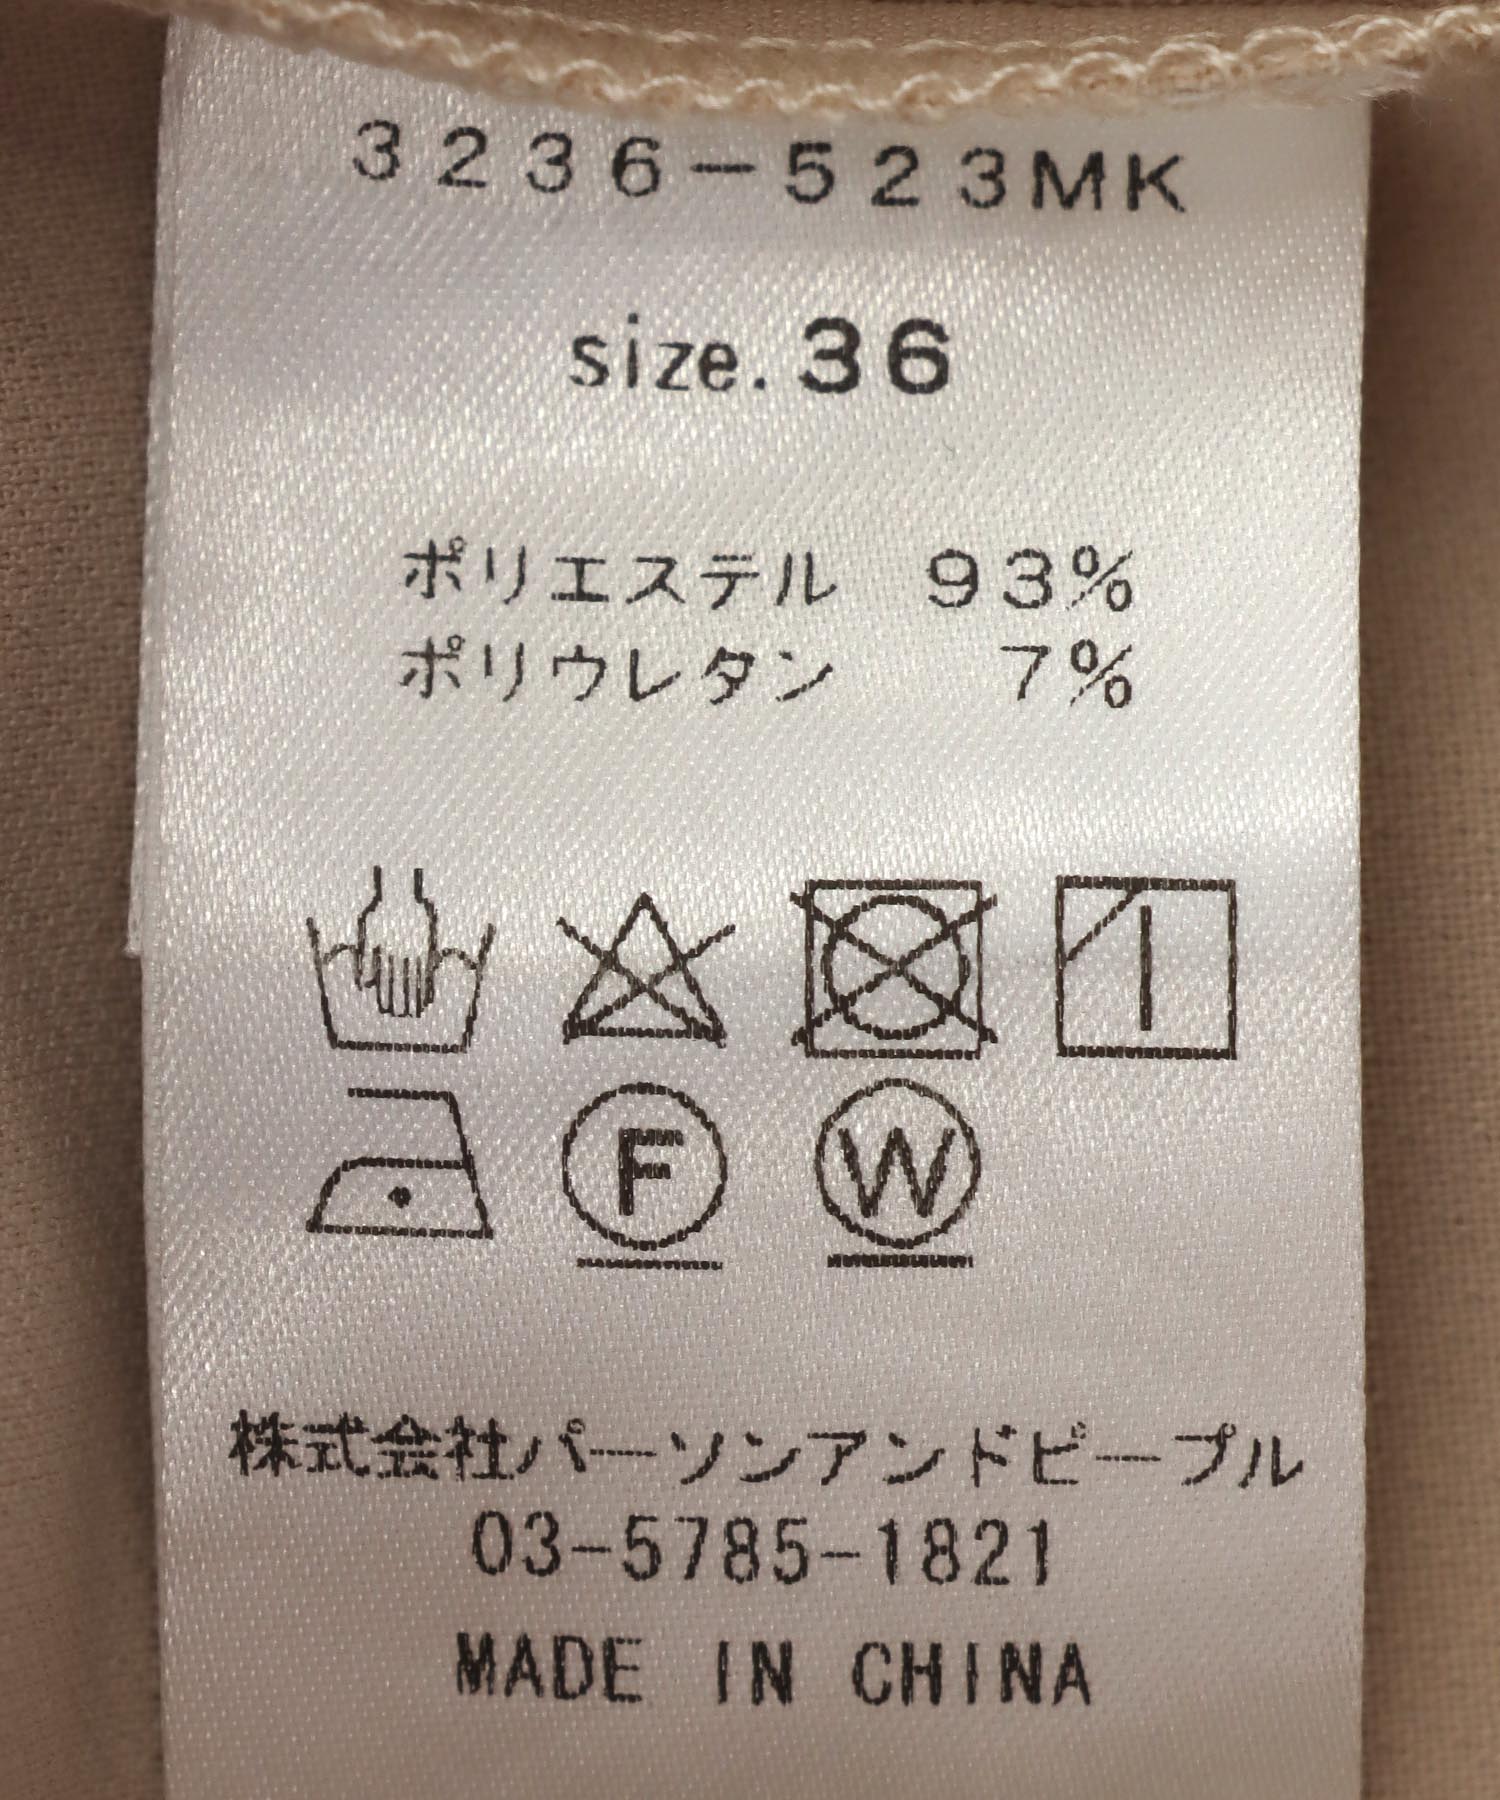 3236-523MK
size.36
ポリエステル 93%
ポリウレタン 7%
F W
株式会社パーソンアンドピープル
03-5785-1821
MADE IN CHINA